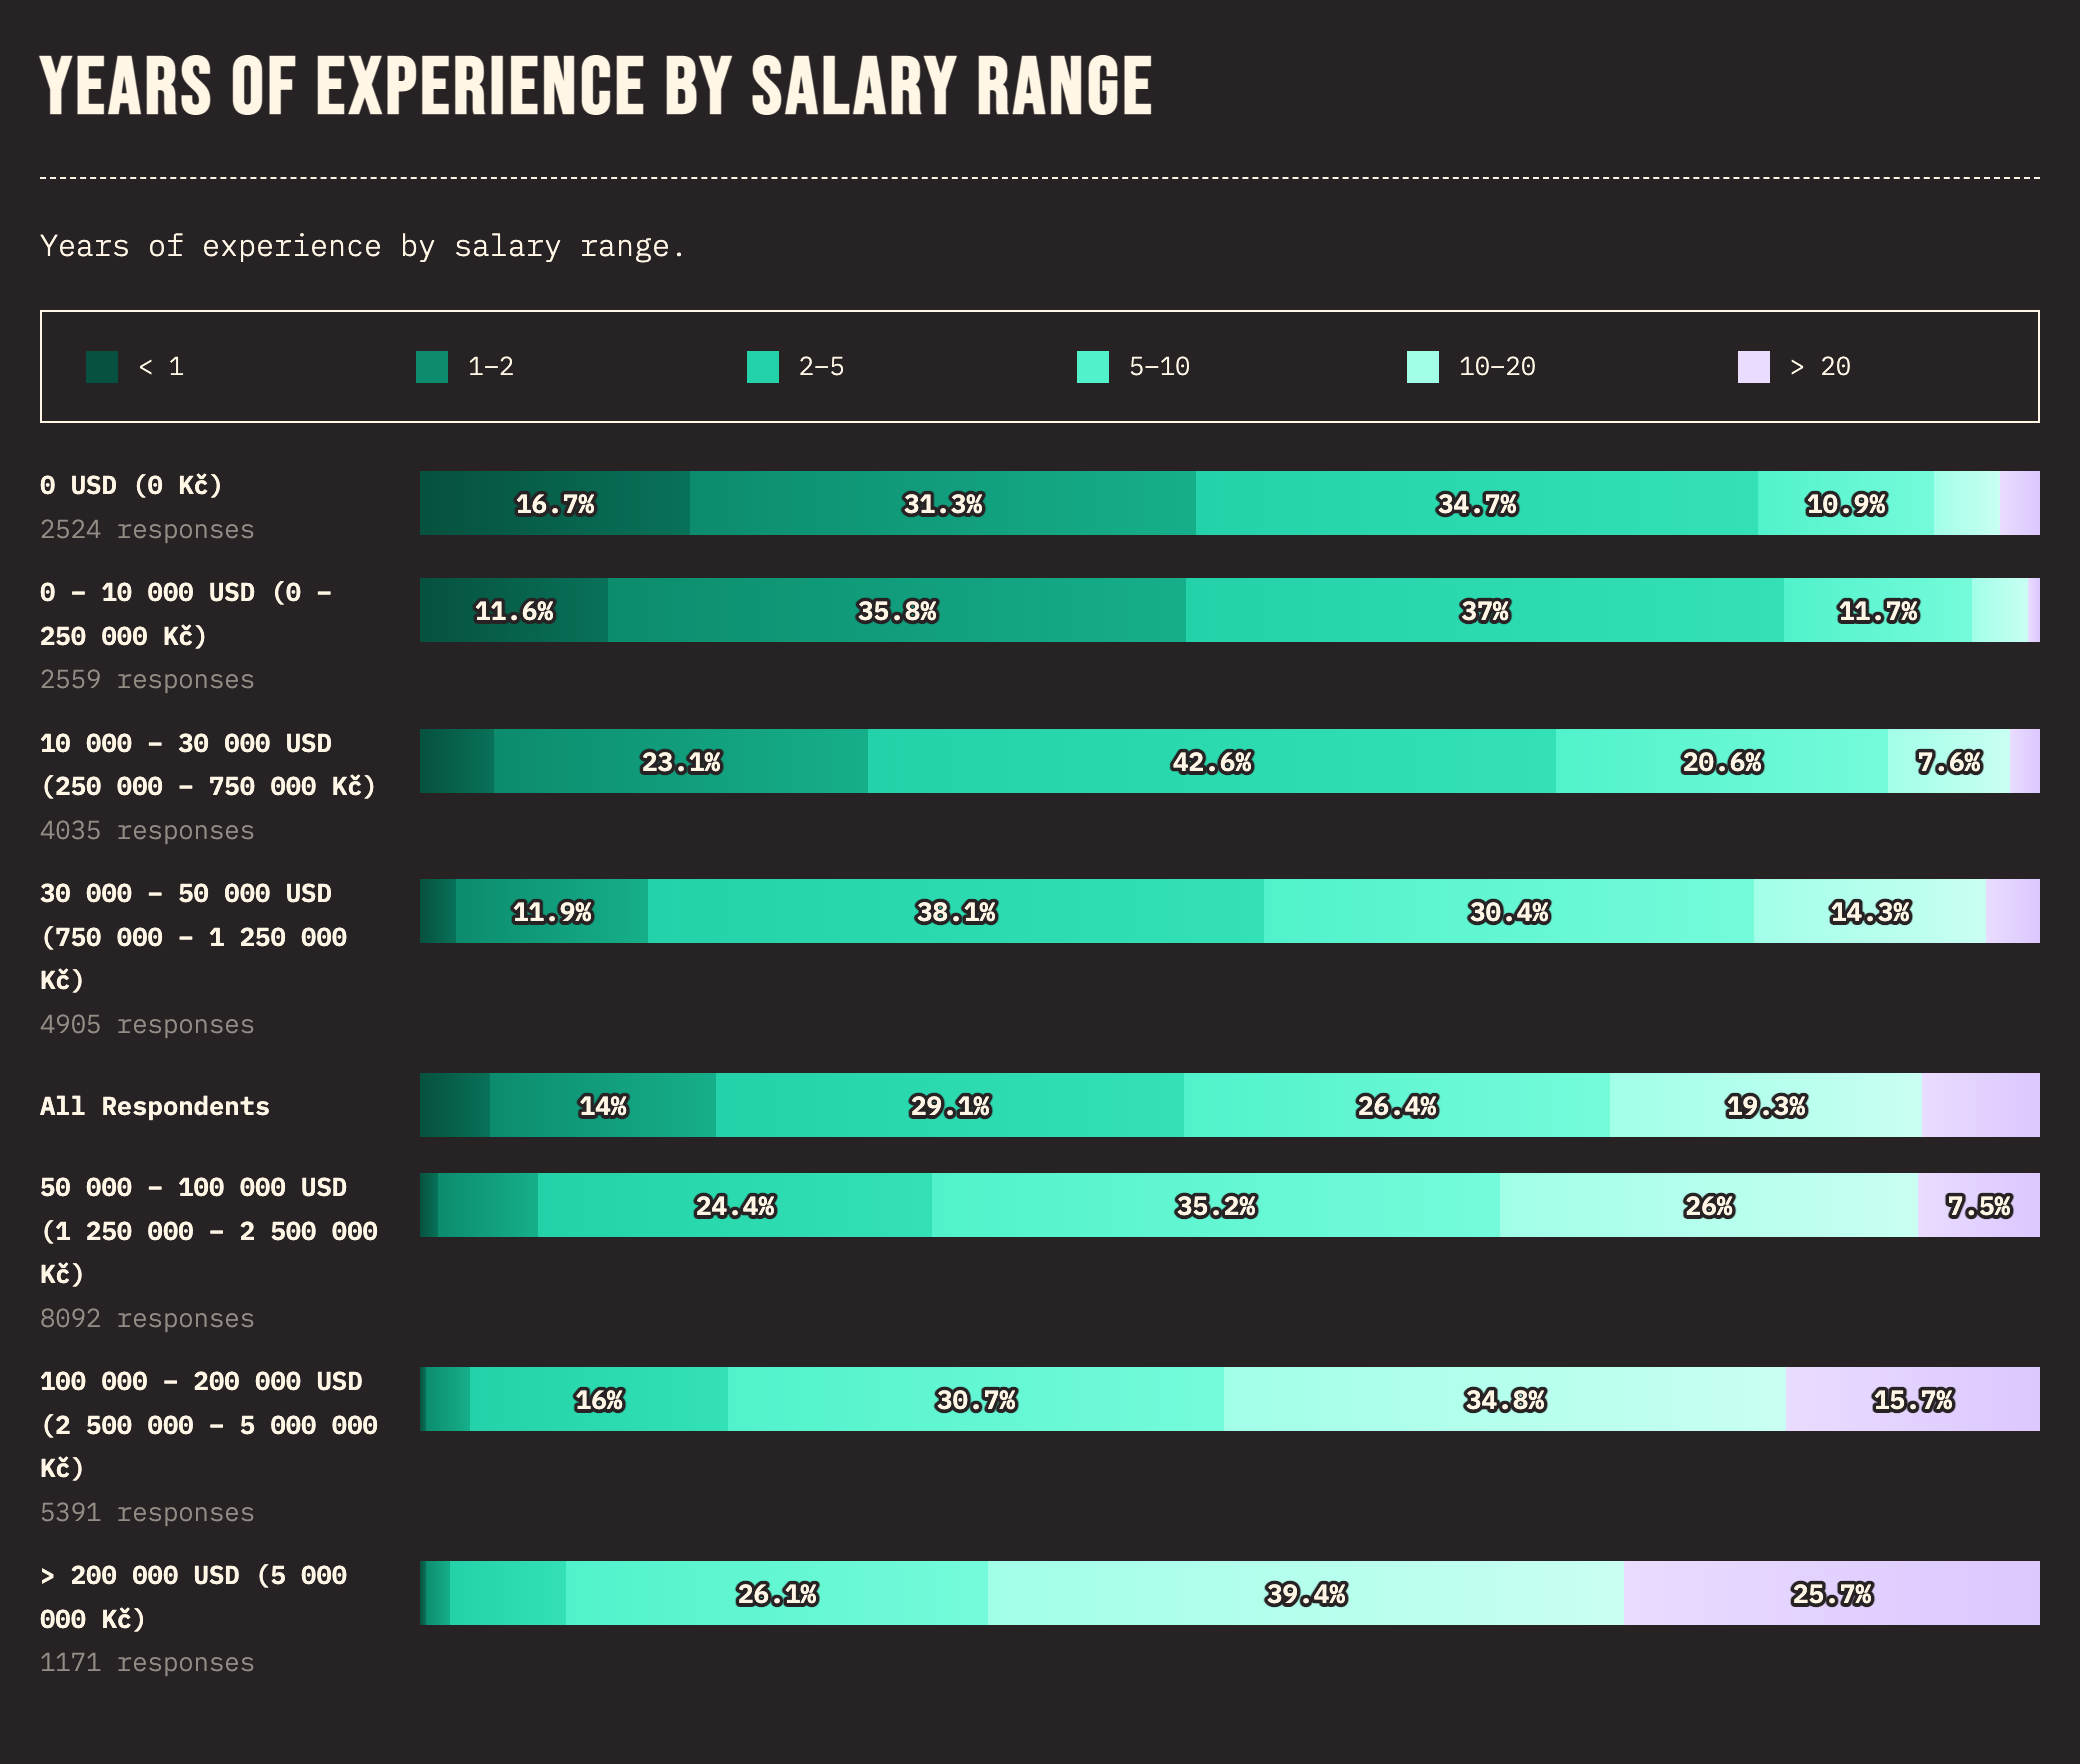 YEARS OF EXPERIENCE BY SALARY RANGE
Years of experience by salary range.
< 1
1–2
2–5
5–10
10–20
> 20
0 USD (0 Kč)
2524 responses
16.7%
31.3%
34.7%
10.9%
0 – 10 000 USD (0 –
250 000 Kč)
2559 responses
11.6%
35.8%
37%
11.7%
10 000 – 30 000 USD
(250 000 – 750 000 Kč)
4035 responses
23.1%
42.6%
20.6%
7.6%
30 000 – 50 000 USD
(750 000 – 1 250 000
Kč)
4905 responses
11.9%
38.1%
30.4%
14.3%
All Respondents
14%
29.1%
26.4%
19.3%
50 000 – 100 000 USD
(1 250 000 – 2 500 000
Kč)
8092 responses
24.4%
35.2%
26%
7.5%
100 000 – 200 000 USD
(2 500 000 – 5 000 000
Kč)
5391 responses
16%
30.7%
34.8%
15.7%
> 200 000 USD (5 000
000 Kč)
1171 responses
26.1%
39.4%
25.7%